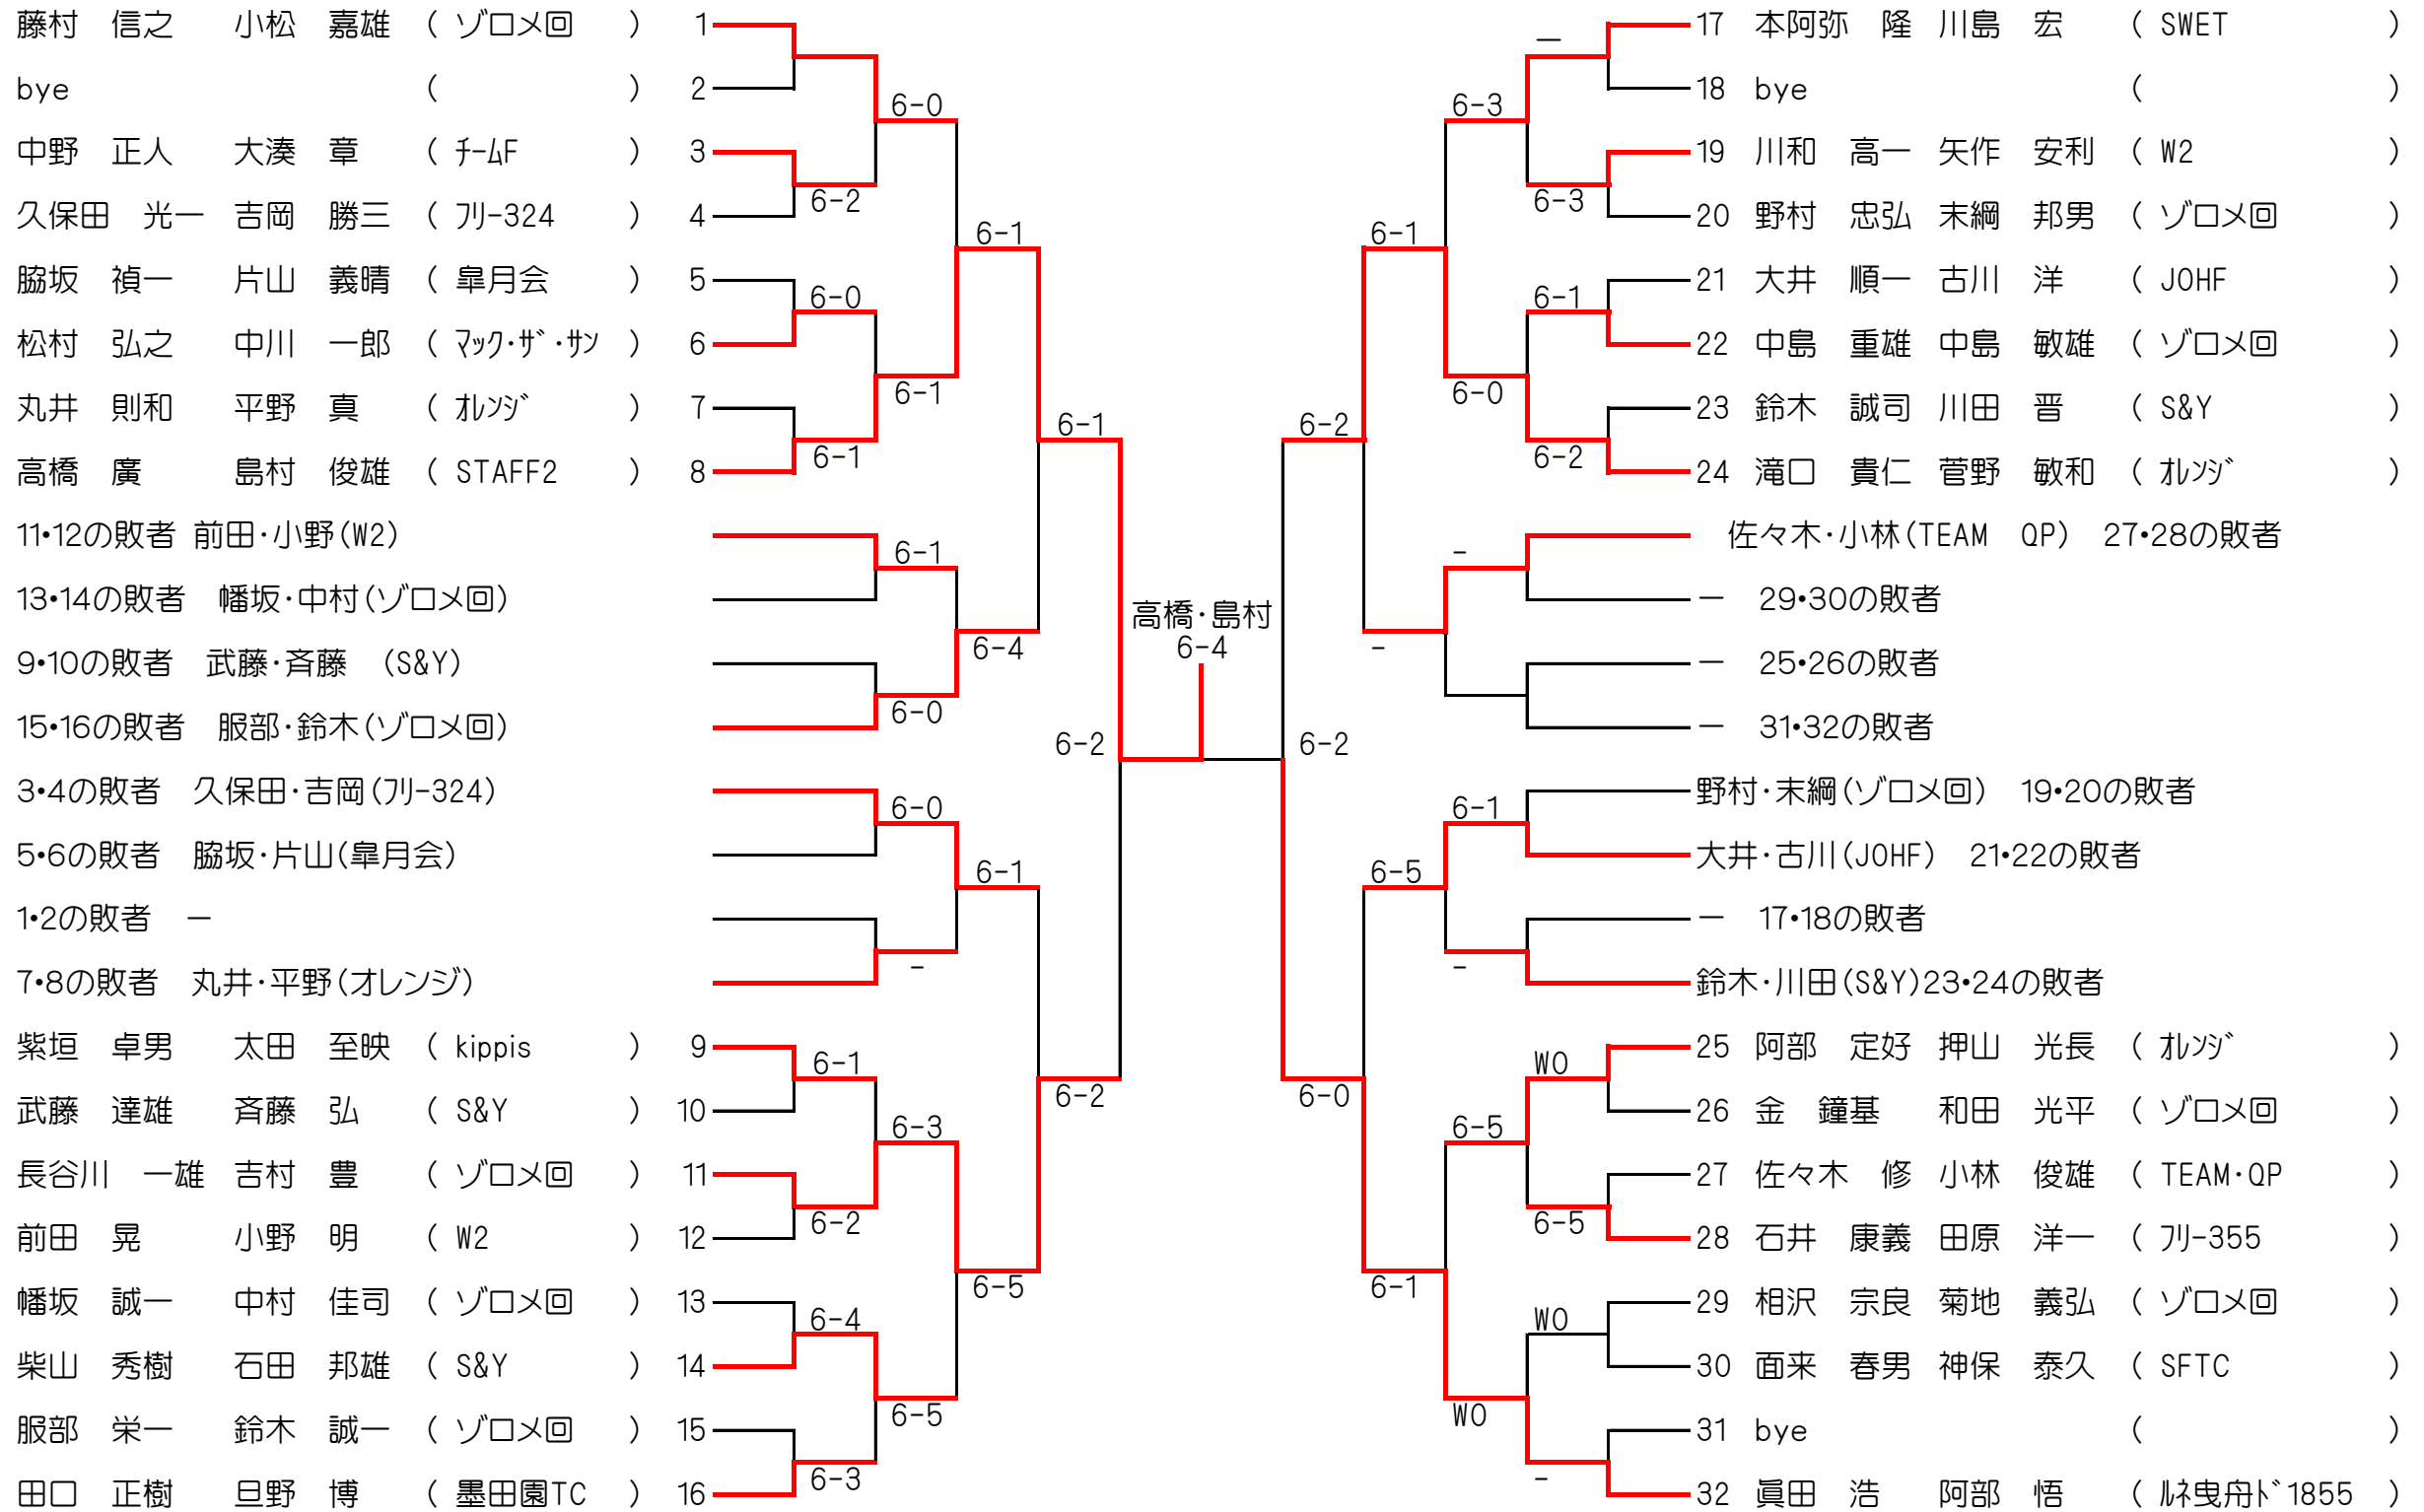 藤村　信之　小松　嘉雄 ( ゾロメ回 ) 1
bye ( ) 2
6-0
中野　正人　大湊　章 ( ﾁｰﾑF ) 3
6-2
久保田　光一　吉岡　勝三 ( ﾌﾘｰ324 ) 4
6-1
脇坂　禎一　片山　義晴 ( 皐月会 ) 5
6-0
松村　弘之　中川　一郎 ( ﾏｯｸ･ｻﾞ･ｻﾝ ) 6
6-1
丸井　則和　平野　真 ( ｵﾚﾝｼﾞ ) 7
6-1
6-1
高橋　廣　島村　俊雄 ( STAFF2 ) 8
11•12の敗者 前田･小野(W2)
6-1
13•14の敗者　幡坂･中村(ゾロメ回)
6-4
9•10の敗者　武藤･斉藤　(S&Y)
6-0
15•16の敗者　服部･鈴木(ゾロメ回)
6-2
3•4の敗者　久保田･吉岡(ﾌﾘｰ324)
6-0
5•6の敗者　脇坂･片山(皐月会)
6-1
1•2の敗者　ー
-
7•8の敗者　丸井･平野(オレンジ)
紫垣　卓男　太田　至映 ( kippis ) 9
6-1
6-2
武藤　達雄　斉藤　弘 ( S&Y ) 10
6-3
長谷川　一雄　吉村　豊 ( ゾロメ回 ) 11
6-2
前田　晃　小野　明 ( W2 ) 12
6-5
幡坂　誠一　中村　佳司 ( ゾロメ回 ) 13
6-4
柴山　秀樹　石田　邦雄 ( S&Y ) 14
6-5
服部　栄一　鈴木　誠一 ( ゾロメ回 ) 15
6-3
田口　正樹　旦野　博 ( 墨田園TC ) 16
高橋･島村
6-4
17 本阿弥　隆 川島　宏 ( SWET )
ー
18 bye ( )
6-3
19 川和　高一 矢作　安利 ( W2 )
6-3
20 野村　忠弘 末綱　邦男 ( ゾロメ回 )
6-1
21 大井　順一 古川　洋 ( JOHF )
6-1
22 中島　重雄 中島　敏雄 ( ゾロメ回 )
6-0
23 鈴木　誠司 川田　晋 ( S&Y )
6-2
6-2
24 滝口　貴仁 菅野　敏和 ( ｵﾚﾝｼﾞ )
佐々木･小林(TEAM　QP)　27•28の敗者
-
ー　29•30の敗者
-
ー　25•26の敗者
ー　31•32の敗者
6-2
野村･末綱(ゾロメ回)　19•20の敗者
6-1
大井･古川(JOHF)　21•22の敗者
6-5
ー　17•18の敗者
-
鈴木･川田(S&Y)23•24の敗者
25 阿部　定好 押山　光長 ( ｵﾚﾝｼﾞ )
WO
6-0
26 金　鐘基 和田　光平 ( ゾロメ回 )
6-5
27 佐々木　修 小林　俊雄 ( TEAM･QP )
6-5
28 石井　康義 田原　洋一 ( ﾌﾘｰ355 )
6-1
29 相沢　宗良 菊地　義弘 ( ゾロメ回 )
WO
30 面来　春男 神保　泰久 ( SFTC )
WO
31 bye ( )
-
32 眞田　浩 阿部　悟 ( ﾙﾈ曳舟ﾄﾞ1855 )